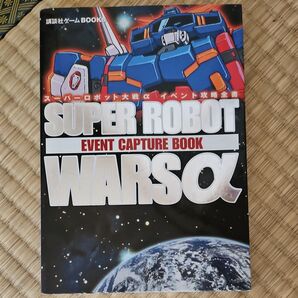 講談社ゲームBOOKS
スーパーロボット大戦α イベント攻略全書
SUPER ROBOT
EVENT CAPTURE BOOK
WARS α